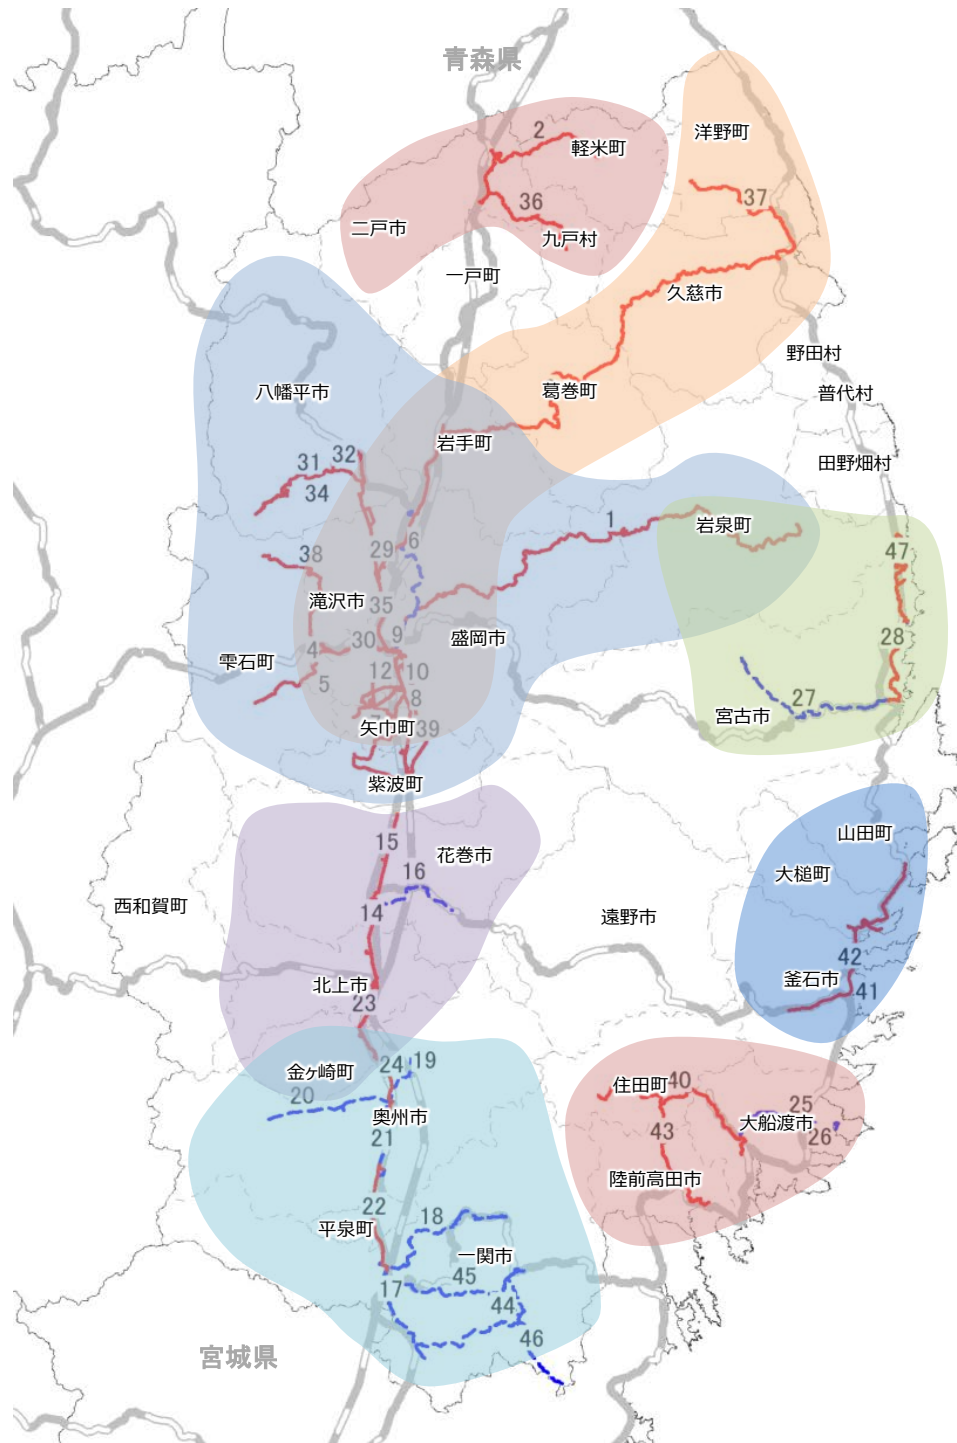 青森県
2
軽米町
洋野町
36
37
二戸市
九戸村
一戸町
久慈市
野田村
八幡平市
葛巻町
普代村
岩手町
31
32
田野畑村
34
1
岩泉町
6
29
47
38
滝沢市
35
9
盛岡市
28
30
4
雫石町
12
10
5
8
27
宮古市
7
矢巾町
39
紫波町
山田町
15
花巻市
16
大槌町
西和賀町
14
遠野市
42
北上市
釜石市
41
23
24
19
金ヶ崎町
住田町
40
20
奥州市
25
大船渡市
26
21
43
陸前高田市
22
18
平泉町
一関市
45
17
44
46
宮城県